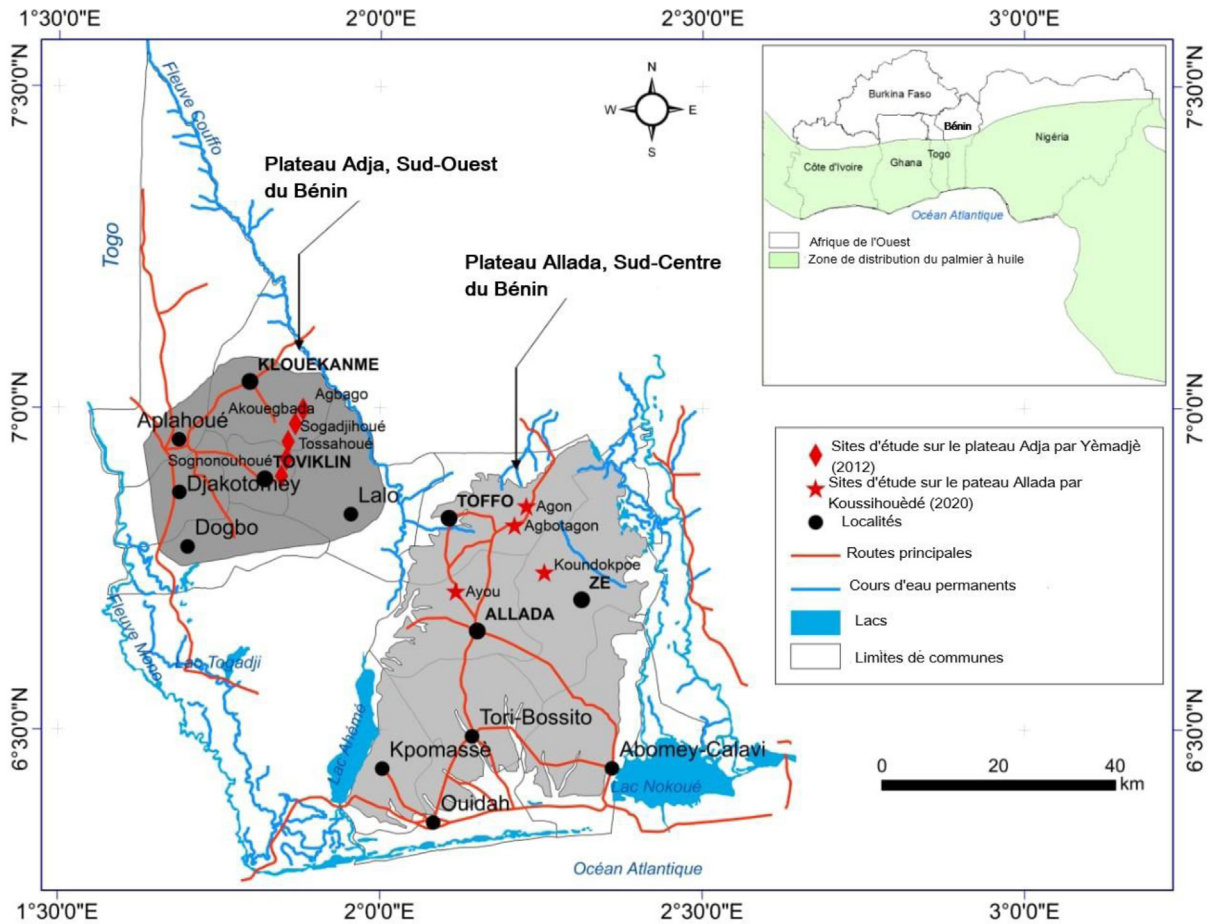 1°30'0"E
2°0'0"E
2°30'0"E
3°0'0"E
7°30'0"N
7°0'0"N
6°30'0"N
7°30'0"N
7°0'0"N
6°30'0"N
Fleuve Couffo
N
W
E
S
Plateau Adja, Sud-Ouest
du Bénin
Togo
Plateau Allada, Sud-Centre
du Bénin
Burkina Faso
Bénin
Nigéria
Togo
Ghana
Côte d'Ivoire
Océan Atlantique
Afrique de l'Ouest
Zone de distribution du palmier à huile
KLOUEKANME
Agbago
Akouegbada
Aplahoué
Sogadjihoué
Tossahoué
Sognonouhoué
TOVIKLIN
Djakotomey
Lalo
Dogbo
TOFFO
Agon
Agbotagon
Koundokpoe
ZE
Ayou
ALLADA
Fleuve Mono
Lac Togadji
Lac Ahémé
Tori-Bossito
Kpomassè
Abomey-Calavi
Lac Nokoué
Ouidah
Océan Atlantique
Sites d'étude sur le plateau Adja par Yèmadjè
(2012)
Sites d'étude sur le pateau Allada par
Koussihouèdé (2020)
Localités
Routes principales
Cours d'eau permanents
Lacs
Limites de communes
0
20
40
km
1°30'0"E
2°0'0"E
2°30'0"E
3°0'0"E